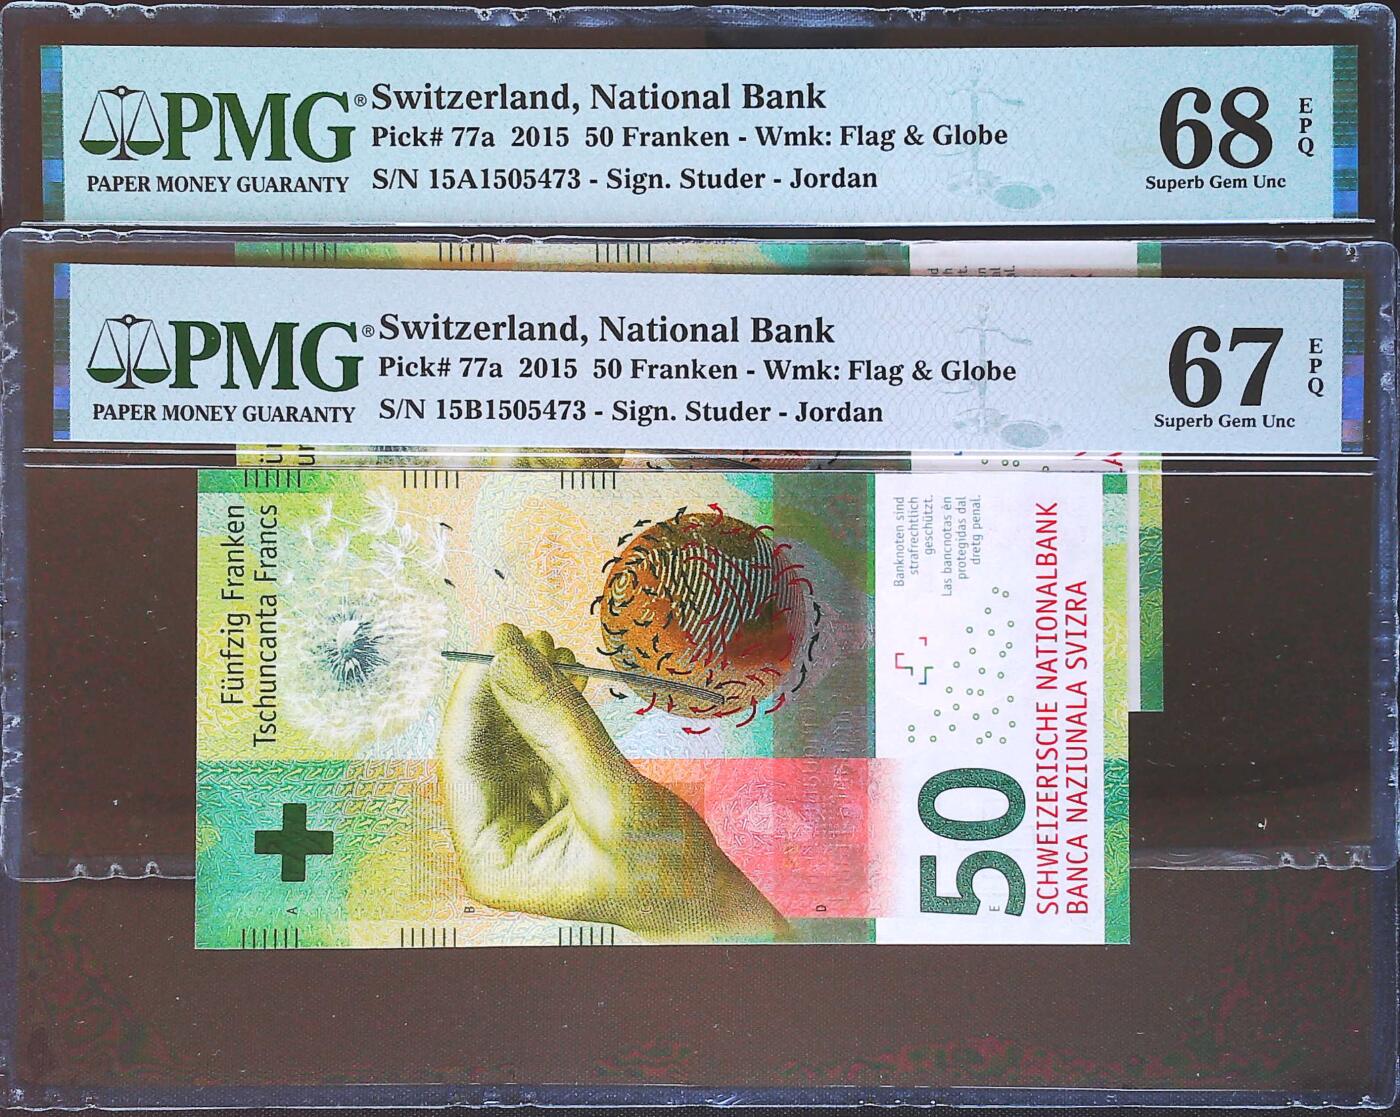 PMG®
PAPER MONEY GUARANTY
Switzerland, National Bank
Pick# 77a 2015 50 Franken - Wmk: Flag & Globe
S/N 15A1505473 - Sign. Studer - Jordan
68
EPQ
Superb Gem Unc
PMG®
PAPER MONEY GUARANTY
Switzerland, National Bank
Pick# 77a 2015 50 Franken - Wmk: Flag & Globe
S/N 15B1505473 - Sign. Studer - Jordan
67
EPQ
Superb Gem Unc
Fünfzig Franken
Tschuncanta Francs
Banknoten sind
strafrechtlich
geschützt.
Las bancnotas èn
protegidas dal
dretg penal.
50
SCHWEIZERISCHE NATIONALBANK
BANCA NAZIUNALA SVIZRA
A
B
D
E